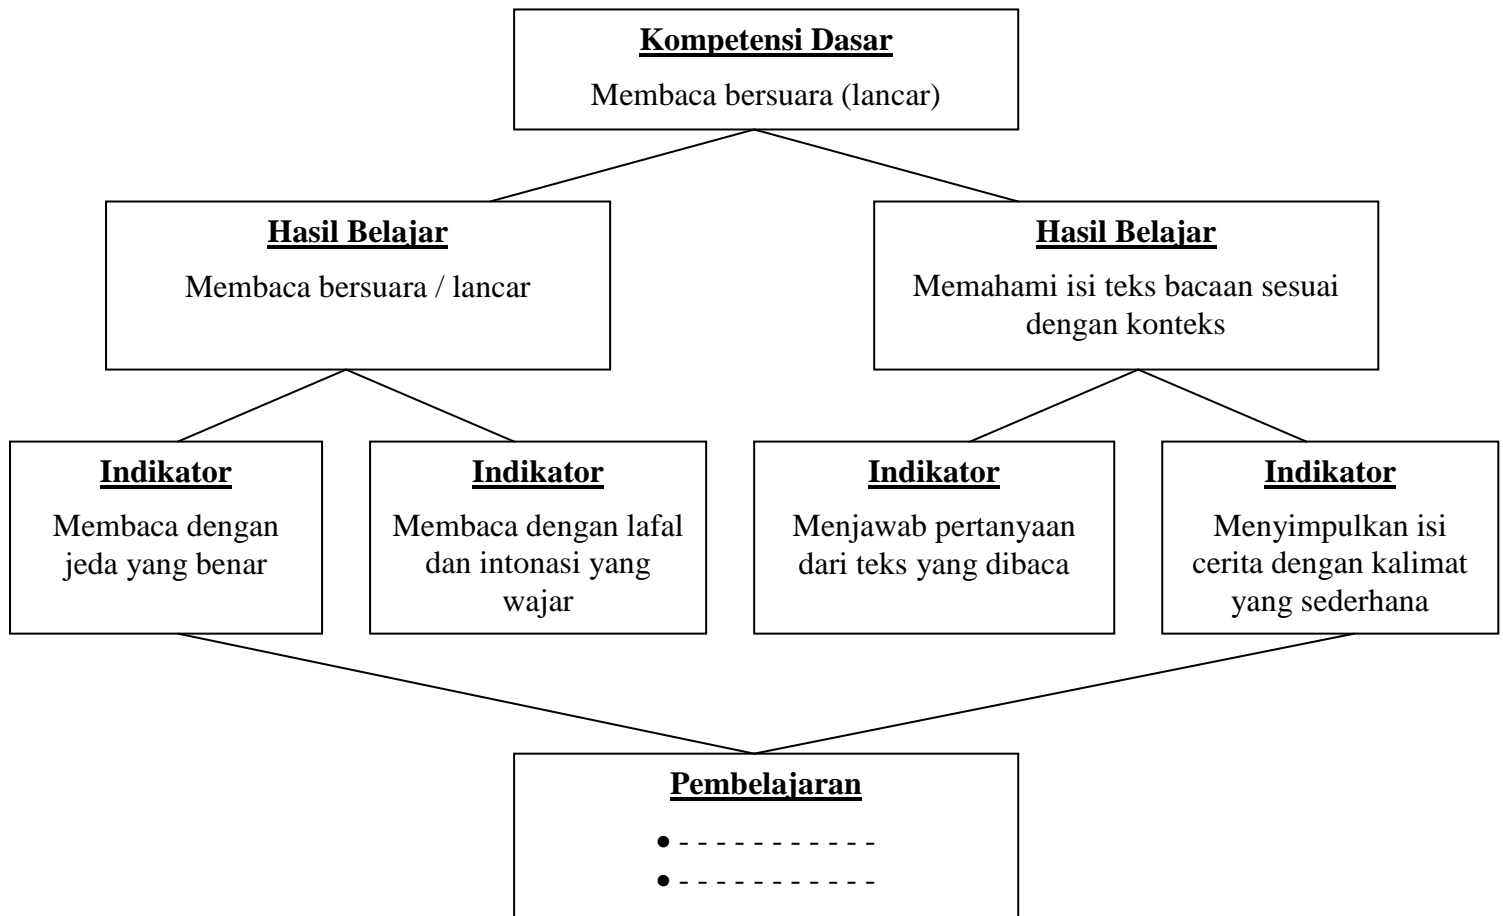 Kompetensi Dasar
Membaca bersuara (lancar)
Hasil Belajar
Membaca bersuara / lancar
Hasil Belajar
Memahami isi teks bacaan sesuai
dengan konteks
Indikator
Membaca dengan
jeda yang benar
Indikator
Membaca dengan lafal
dan intonasi yang
wajar
Indikator
Menjawab pertanyaan
dari teks yang dibaca
Indikator
Menyimpulkan isi
cerita dengan kalimat
yang sederhana
Pembelajaran
• - - - - - - - - - - -
• - - - - - - - - - - -